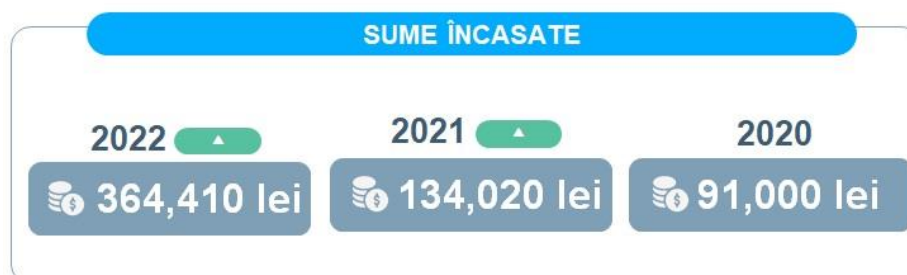 SUME ÎNCASATE
2022
2021
2020
364,410 lei
134,020 lei
91,000 lei